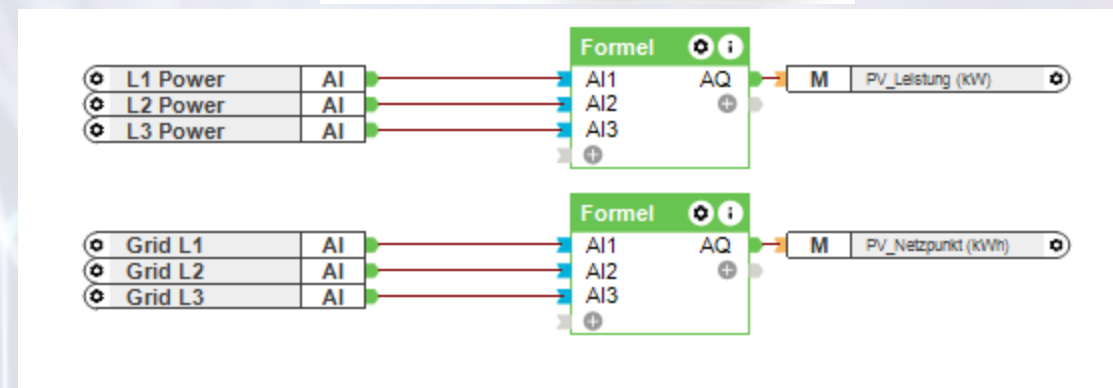 Formel i
L1 Power AI AI1 AQ M PV_Leistung (kW)
L2 Power AI AI2
L3 Power AI AI3
Formel i
Grid L1 AI AI1 AQ M PV_Netzpunkt (kWh)
Grid L2 AI AI2
Grid L3 AI AI3